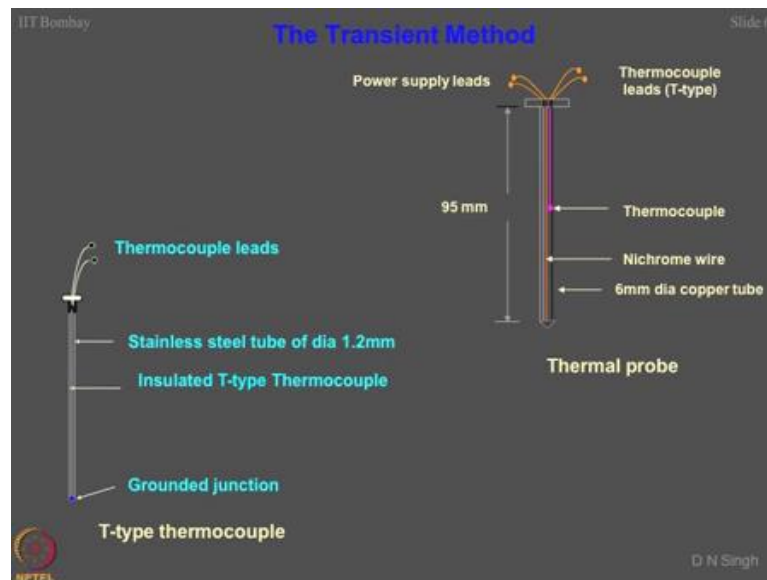 IIT Bombay
Slide
The Transient Method
Power supply leads
Thermocouple
leads (T-type)
95 mm
Thermocouple
Nichrome wire
6mm dia copper tube
Thermal probe
Thermocouple leads
Stainless steel tube of dia 1.2mm
Insulated T-type Thermocouple
Grounded junction
T-type thermocouple
NPTEL
D N Singh